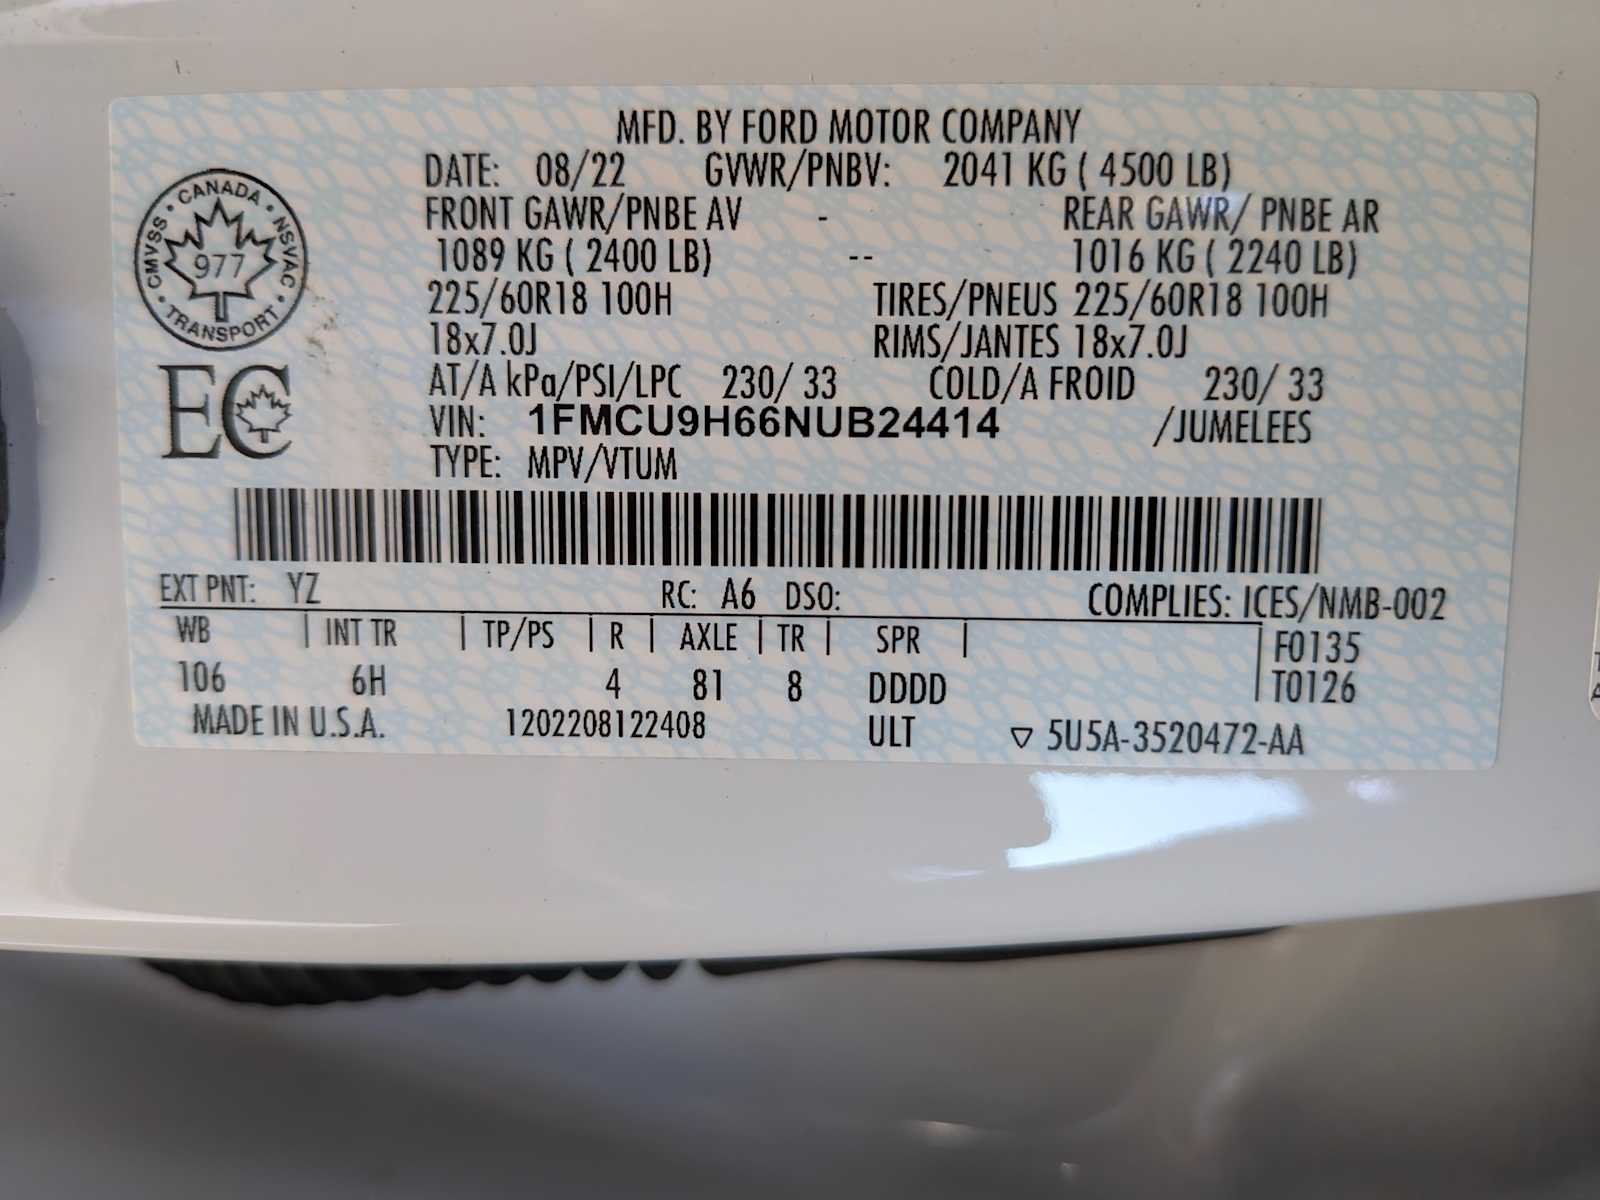 MFD. BY FORD MOTOR COMPANY
DATE: 08/22 GVWR/PNBV: 2041 KG ( 4500 LB)
FRONT GAWR/PNBE AV - REAR GAWR/ PNBE AR
1089 KG ( 2400 LB) -- 1016 KG ( 2240 LB)
225/60R18 100H TIRES/PNEUS 225/60R18 100H
18x7.0J RIMS/JANTES 18x7.0J
AT/A kPa/PSI/LPC 230/ 33 COLD/A FROID 230/ 33
VIN: 1FMCU9H66NUB24414 /JUMELEES
TYPE: MPV/VTUM
CANADA • NSVAC • TRANSPORT • CMVSS •
977
EC
EXT PNT: YZ RC: A6 DSO: COMPLIES: ICES/NMB-002
WB | INT TR | TP/PS | R | AXLE | TR | SPR | F0135
106 6H 4 81 8 DDDD T0126
MADE IN U.S.A. 1202208122408 ULT ▽ 5U5A-3520472-AA